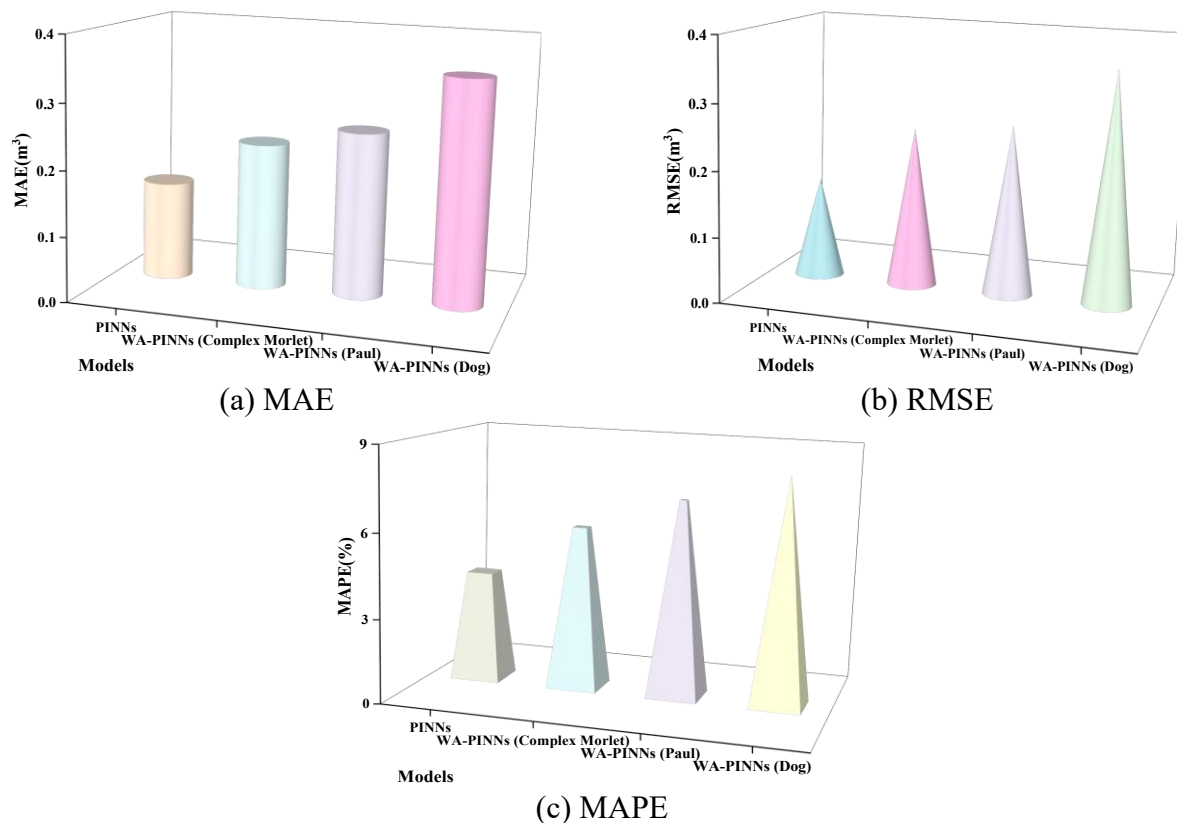 0.4
0.3
0.2
0.1
0.0
MAE(m³)
PINNs
WA-PINNs (Complex Morlet)
WA-PINNs (Paul)
WA-PINNs (Dog)
Models
(a) MAE
0.4
0.3
0.2
0.1
0.0
RMSE(m³)
PINNs
WA-PINNs (Complex Morlet)
WA-PINNs (Paul)
WA-PINNs (Dog)
Models
(b) RMSE
9
6
3
0
MAPE(%)
PINNs
WA-PINNs (Complex Morlet)
WA-PINNs (Paul)
WA-PINNs (Dog)
Models
(c) MAPE